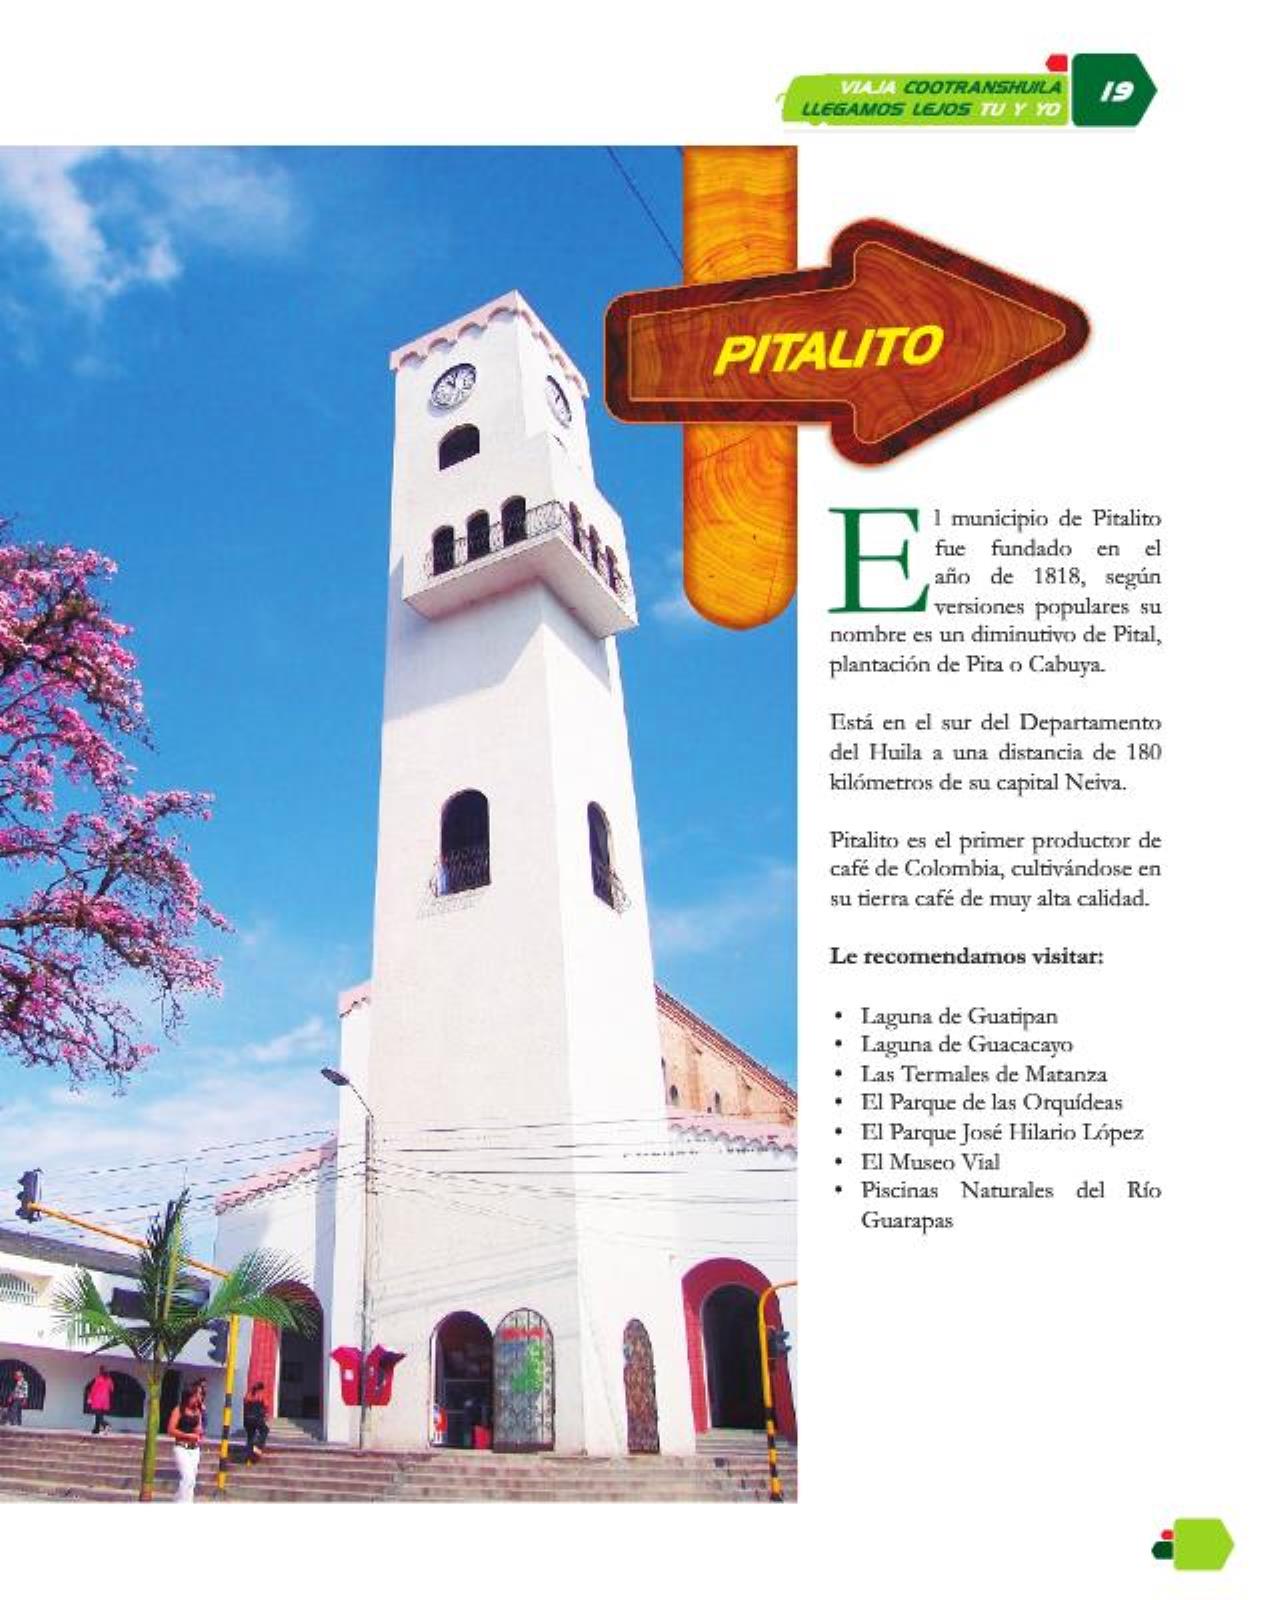 VIAJA COOTRANSHUILA
LLEGAMOS LEJOS TU Y YO
19
PITALITO
El municipio de Pitalito
fue fundado en el
año de 1818, según
versiones populares su
nombre es un diminutivo de Pital,
plantación de Pita o Cabuya.
Está en el sur del Departamento
del Huila a una distancia de 180
kilómetros de su capital Neiva.
Pitalito es el primer productor de
café de Colombia, cultivándose en
su tierra café de muy alta calidad.
Le recomendamos visitar:
• Laguna de Guatipan
• Laguna de Guacacayo
• Las Termales de Matanza
• El Parque de las Orquídeas
• El Parque José Hilario López
• El Museo Vial
• Piscinas Naturales del Río
Guarapas